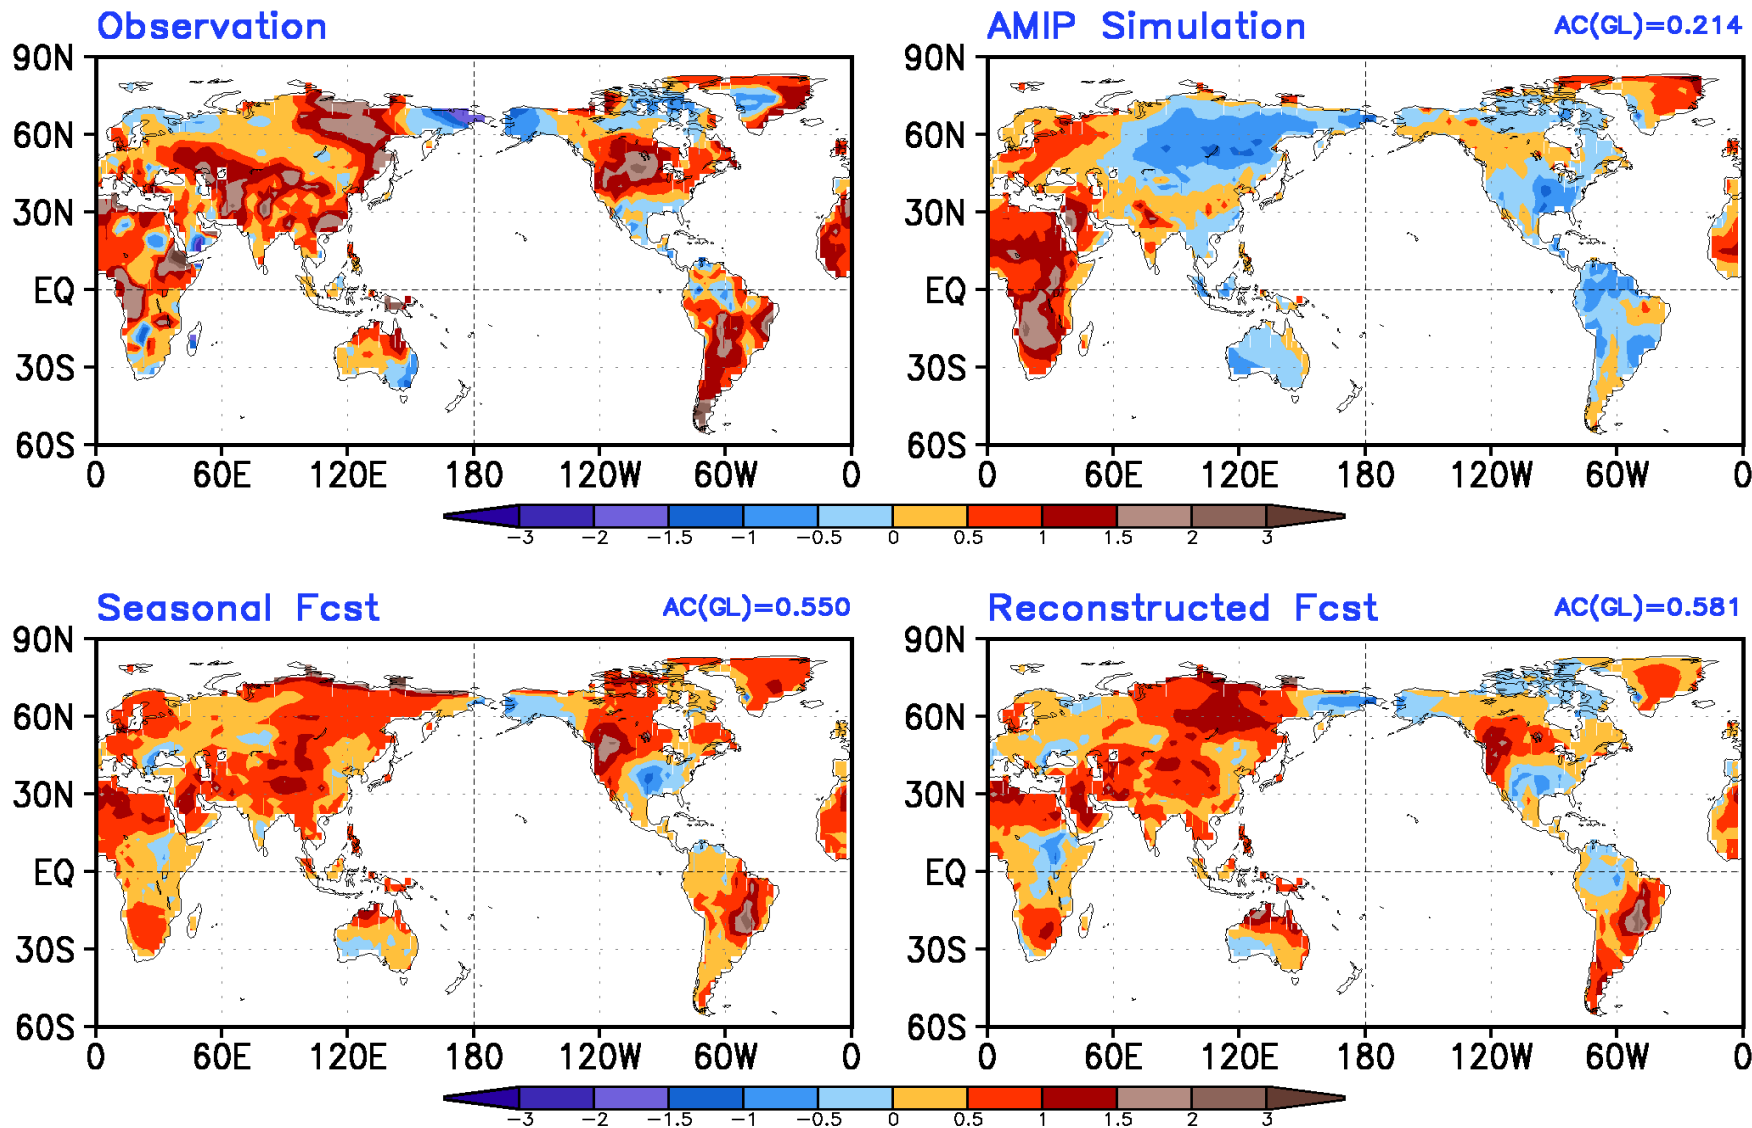 Observation
AMIP Simulation AC(GL)=0.214
90N 90N
60N 60N
30N 30N
EQ EQ
30S 30S
60S 60S
0 60E 120E 180 120W 60W 0 0 60E 120E 180 120W 60W 0
-3 -2 -1.5 -1 -0.5 0 0.5 1 1.5 2 3
Seasonal Fcst AC(GL)=0.550
Reconstructed Fcst AC(GL)=0.581
90N 90N
60N 60N
30N 30N
EQ EQ
30S 30S
60S 60S
0 60E 120E 180 120W 60W 0 0 60E 120E 180 120W 60W 0
-3 -2 -1.5 -1 -0.5 0 0.5 1 1.5 2 3